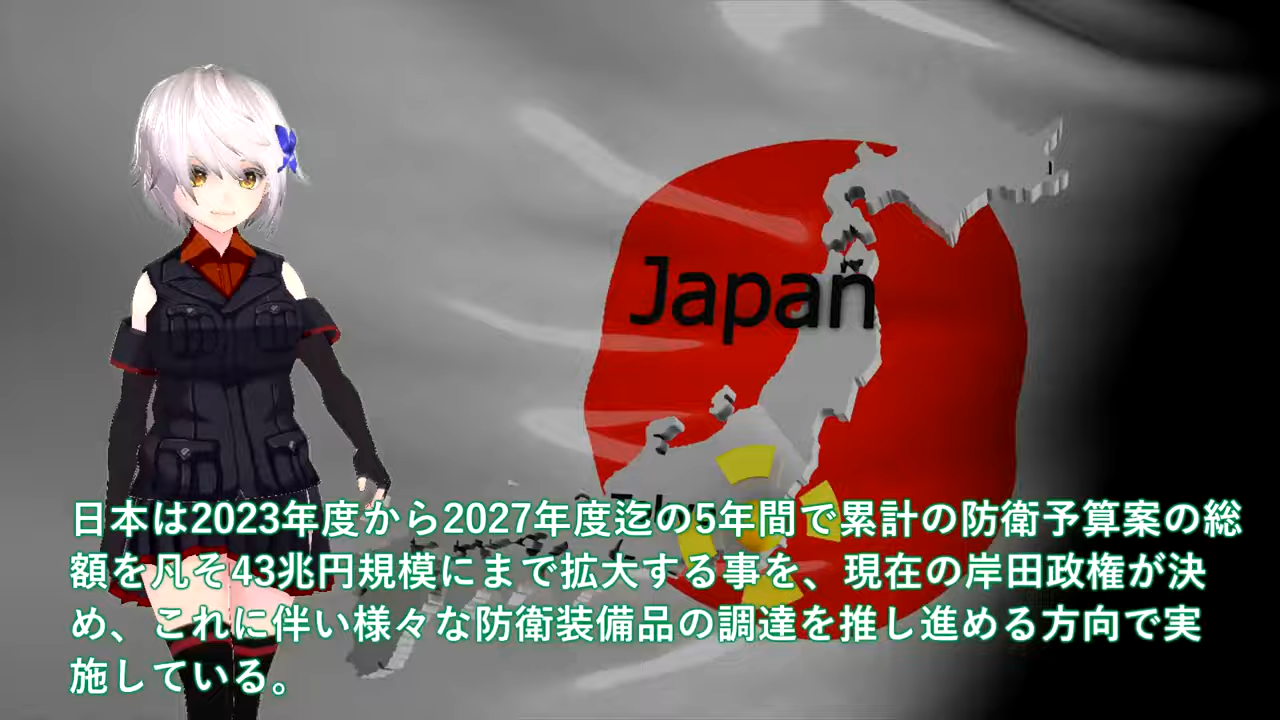 Japan
日本は2023年度から2027年度迄の5年間で累計の防衛予算案の総
額を凡そ43兆円規模にまで拡大する事を、現在の岸田政権が決
め、これに伴い様々な防衛装備品の調達を推し進める方向で実
施している。